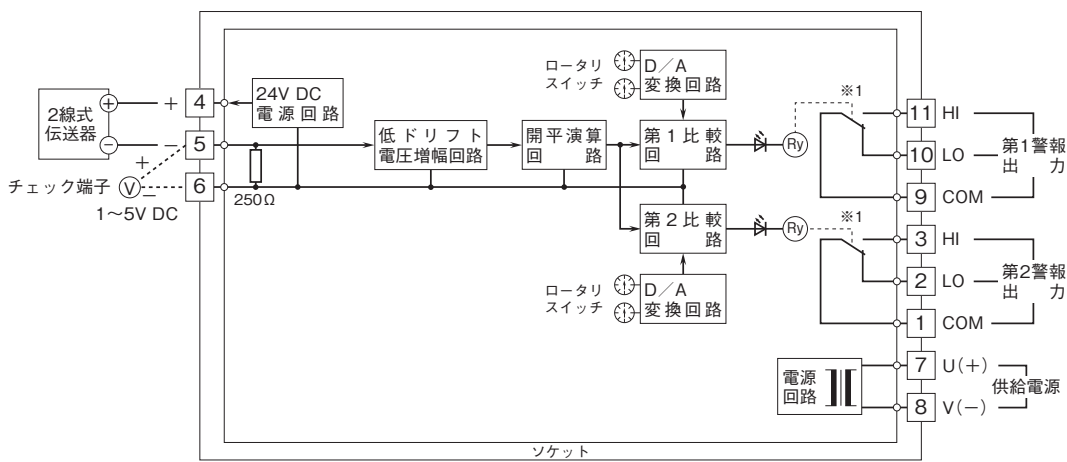 2線式
伝送器
+
−
+
−
4
5
6
+
−
V
チェック端子
1〜5V DC
24V DC
電源回路
250Ω
低ドリフト
電圧増幅回路
開平演算
回路
ロータリ
スイッチ
D/A
変換回路
第1比較
回路
Ry
※1
11 HI
10 LO
9 COM
第1警報
出力
第2比較
回路
Ry
※1
3 HI
2 LO
1 COM
第2警報
出力
ロータリ
スイッチ
D/A
変換回路
電源
回路
7 U(+)
8 V(−)
供給電源
ソケット